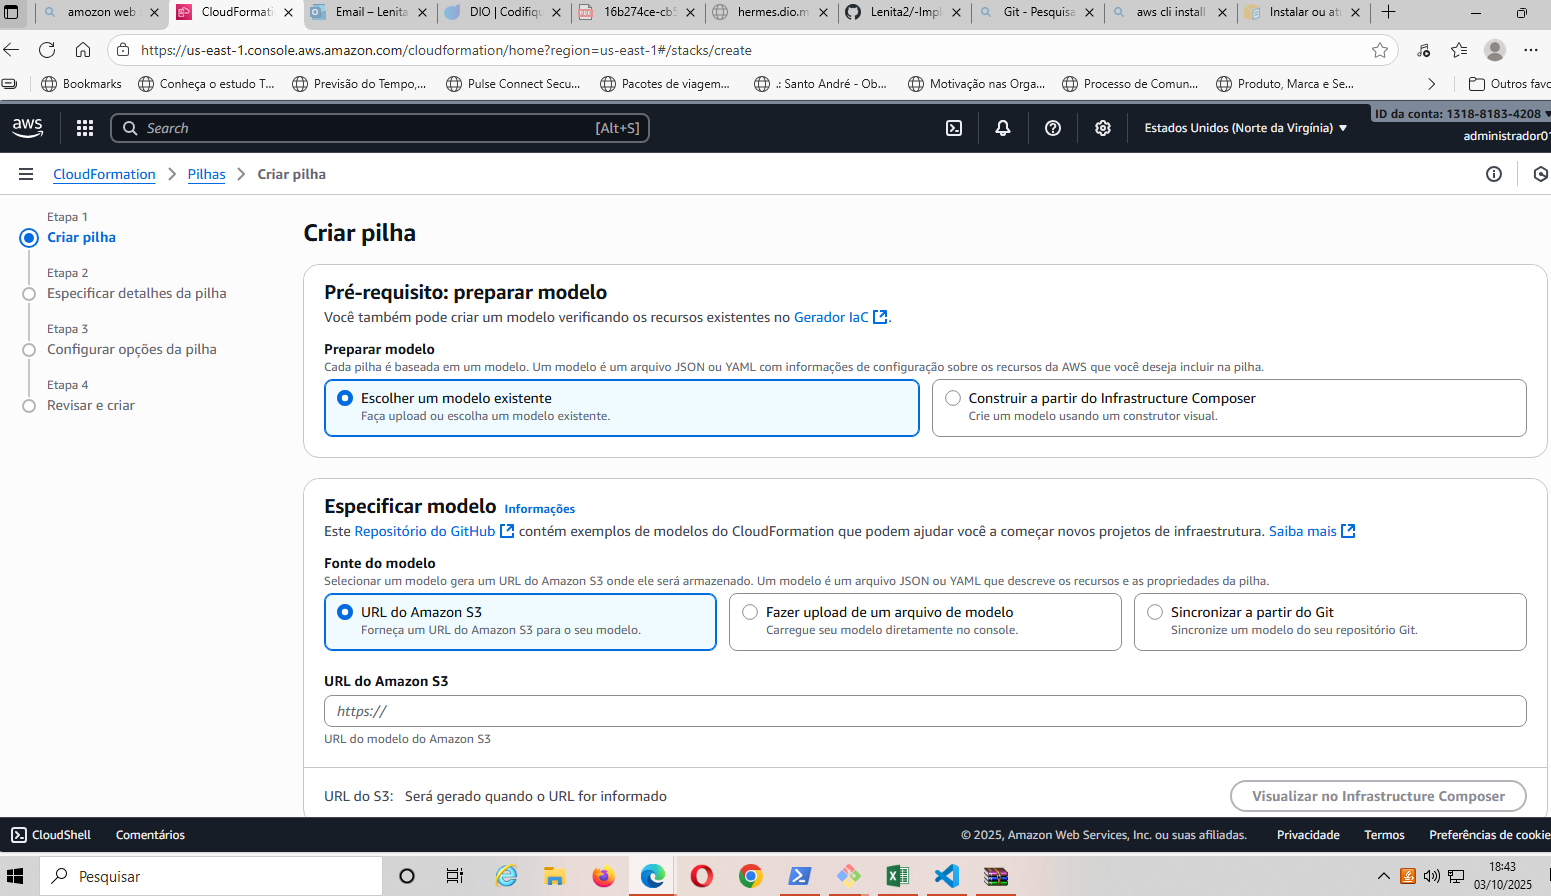 amozon web
CloudFormati
Email – Lenita
DIO | Codifiqu
16b274ce-cb5
hermes.dio.m
Lenita2/-Impl
Git - Pesquisa
aws cli install
Instalar ou atu
https://us-east-1.console.aws.amazon.com/cloudformation/home?region=us-east-1#/stacks/create
Bookmarks
Conheça o estudo T...
Previsão do Tempo,...
Pulse Connect Secu...
Pacotes de viagem...
.: Santo André - Ob...
Motivação nas Orga...
Processo de Comun...
Produto, Marca e Se...
Outros favo
aws
Search
[Alt+S]
Estados Unidos (Norte da Virgínia)
ID da conta: 1318-8183-4208
administrador01
CloudFormation
Pilhas
Criar pilha
Etapa 1
Criar pilha
Etapa 2
Especificar detalhes da pilha
Etapa 3
Configurar opções da pilha
Etapa 4
Revisar e criar
Criar pilha
Pré-requisito: preparar modelo
Você também pode criar um modelo verificando os recursos existentes no Gerador IaC.
Preparar modelo
Cada pilha é baseada em um modelo. Um modelo é um arquivo JSON ou YAML com informações de configuração sobre os recursos da AWS que você deseja incluir na pilha.
Escolher um modelo existente
Faça upload ou escolha um modelo existente.
Construir a partir do Infrastructure Composer
Crie um modelo usando um construtor visual.
Especificar modelo Informações
Este Repositório do GitHub contém exemplos de modelos do CloudFormation que podem ajudar você a começar novos projetos de infraestrutura. Saiba mais
Fonte do modelo
Selecionar um modelo gera um URL do Amazon S3 onde ele será armazenado. Um modelo é um arquivo JSON ou YAML que descreve os recursos e as propriedades da pilha.
URL do Amazon S3
Forneça um URL do Amazon S3 para o seu modelo.
Fazer upload de um arquivo de modelo
Carregue seu modelo diretamente no console.
Sincronizar a partir do Git
Sincronize um modelo do seu repositório Git.
URL do Amazon S3
https://
URL do modelo do Amazon S3
URL do S3: Será gerado quando o URL for informado
Visualizar no Infrastructure Composer
CloudShell
Comentários
© 2025, Amazon Web Services, Inc. ou suas afiliadas.
Privacidade
Termos
Preferências de cookie
Pesquisar
18:43
03/10/2025